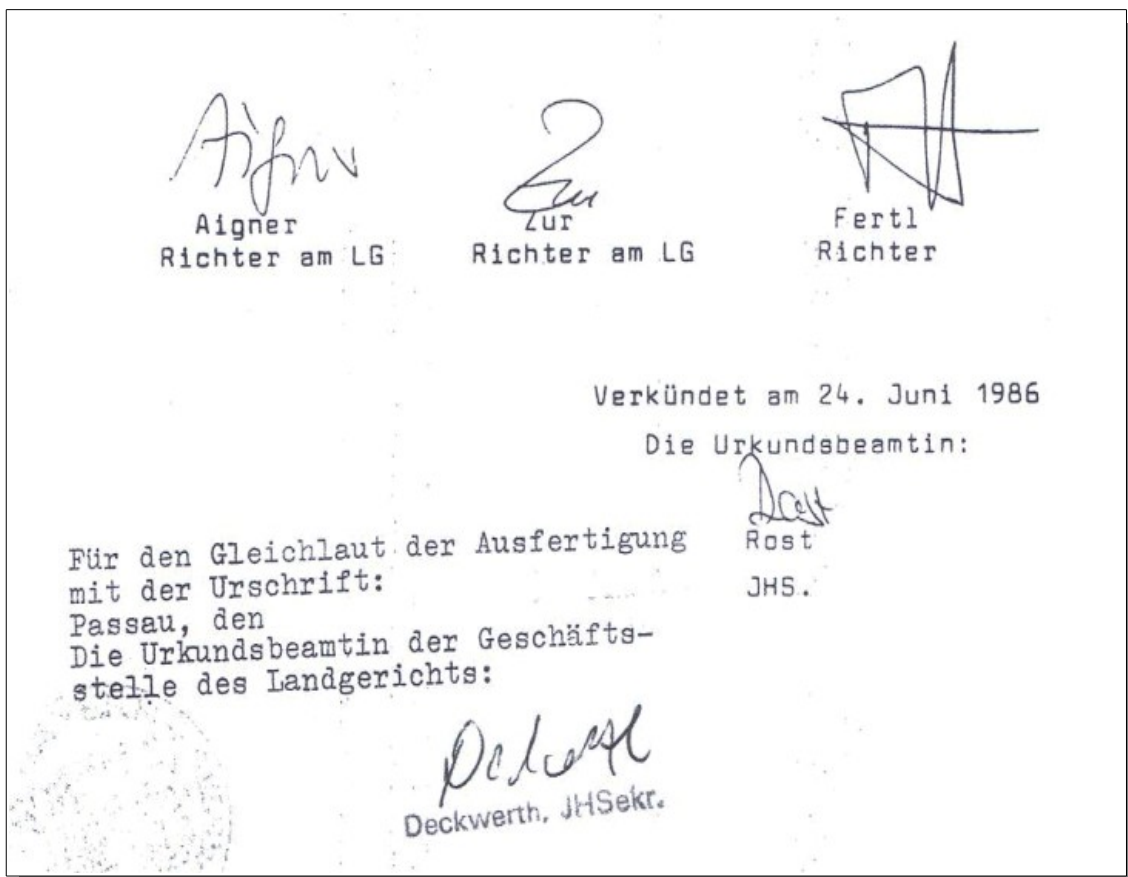 Aigner
Zur
Fertl
Richter am LG
Richter am LG
Richter
Verkündet am 24. Juni 1986
Die Urkundsbeamtin:
Rost
JHS.
Für den Gleichlaut der Ausfertigung
mit der Urschrift:
Passau, den
Die Urkundsbeamtin der Geschäfts-
stelle des Landgerichts:
Deckwerth, JHSekr.